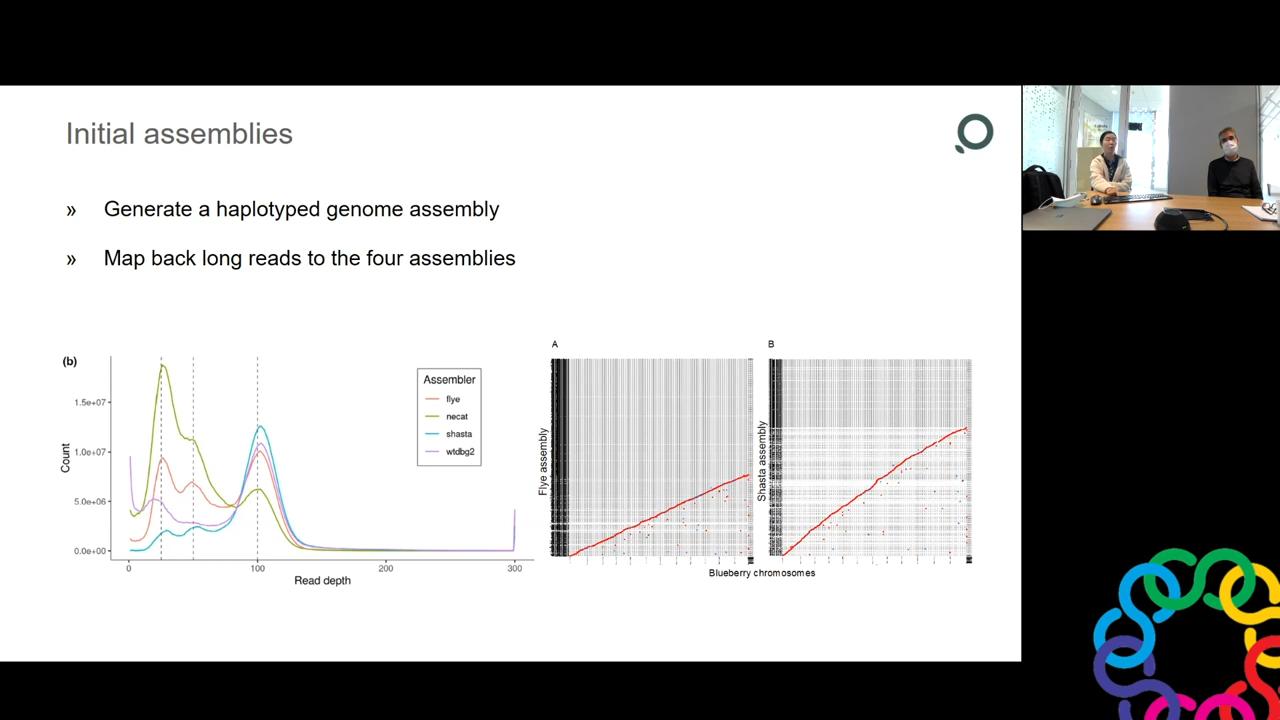 Initial assemblies
» Generate a haplotyped genome assembly
» Map back long reads to the four assemblies
(b)
Count
1.5e+07
1.0e+07
5.0e+06
0.0e+00
0
100
200
300
Read depth
Assembler
flye
necat
shasta
wtdbg2
A
Flye assembly
B
Shasta assembly
Blueberry chromosomes